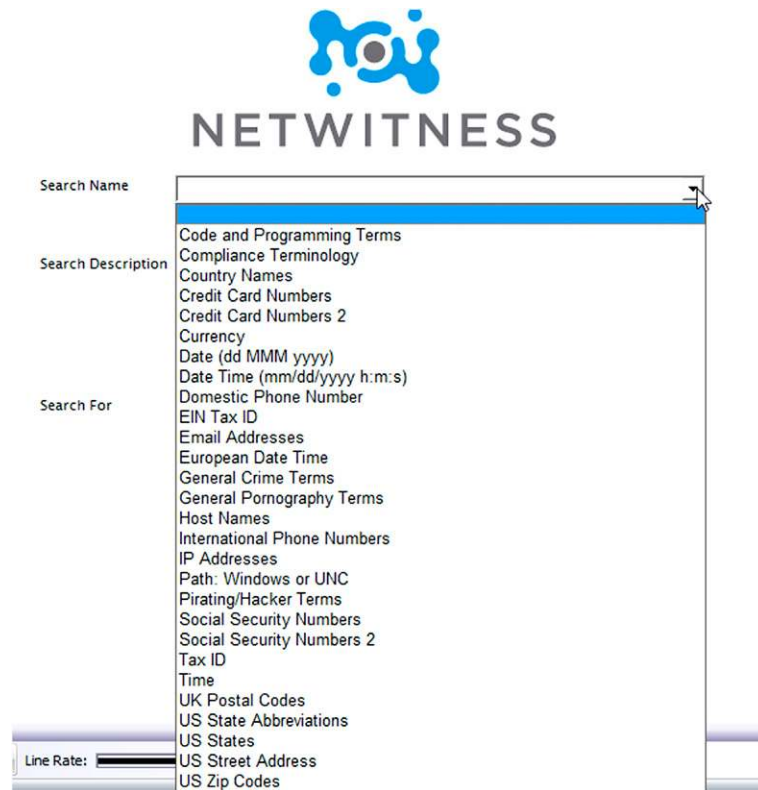 NETWITNESS
Search Name
Code and Programming Terms
Compliance Terminology
Search Description
Country Names
Credit Card Numbers
Credit Card Numbers 2
Currency
Date (dd MMM yyyy)
Date Time (mm/dd/yyyy h:m:s)
Domestic Phone Number
Search For
EIN Tax ID
Email Addresses
European Date Time
General Crime Terms
General Pornography Terms
Host Names
International Phone Numbers
IP Addresses
Path: Windows or UNC
Pirating/Hacker Terms
Social Security Numbers
Social Security Numbers 2
Tax ID
Time
UK Postal Codes
US State Abbreviations
US States
Line Rate:
US Street Address
US Zip Codes